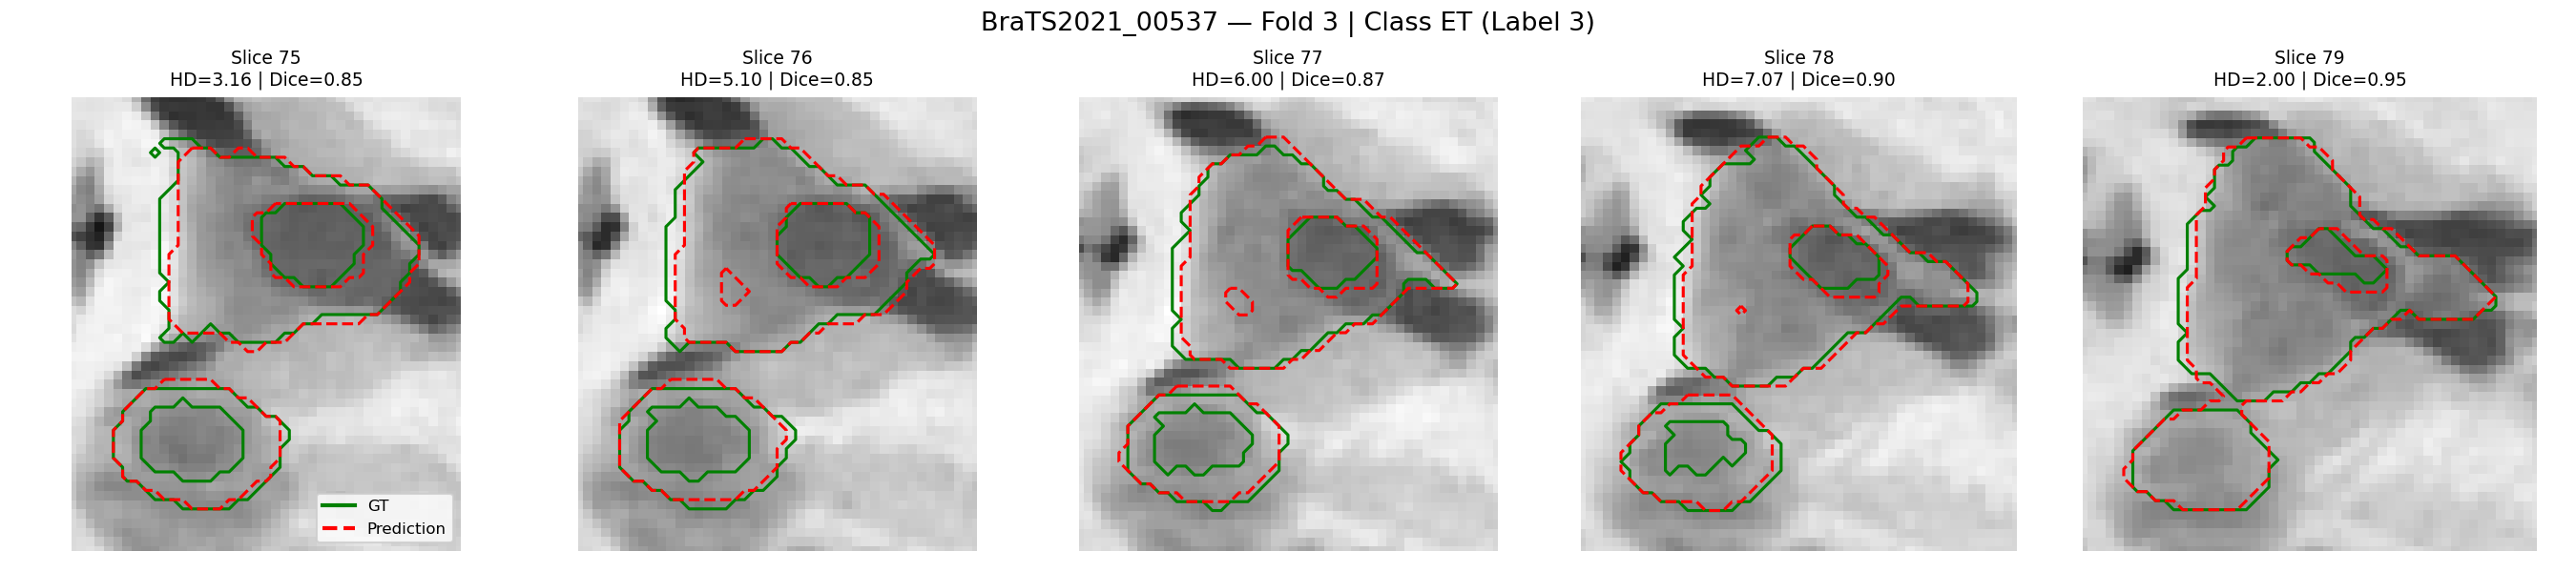 BraTS2021_00537 — Fold 3 | Class ET (Label 3)
Slice 75
HD=3.16 | Dice=0.85
Slice 76
HD=5.10 | Dice=0.85
Slice 77
HD=6.00 | Dice=0.87
Slice 78
HD=7.07 | Dice=0.90
Slice 79
HD=2.00 | Dice=0.95
GT
Prediction